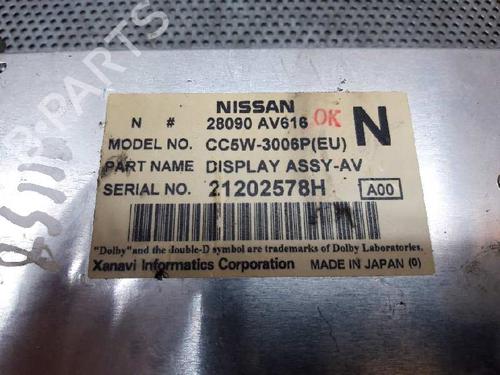 NISSAN
N # 28090 AV616 OK N
MODEL NO. CC5W-3006P(EU)
PART NAME DISPLAY ASSY-AV
SERIAL NO. 21202578H A00
"Dolby"and the double-D symbol are trademarks of Dolby Laboratories.
Xanavi Informatics Corporation MADE IN JAPAN (0)